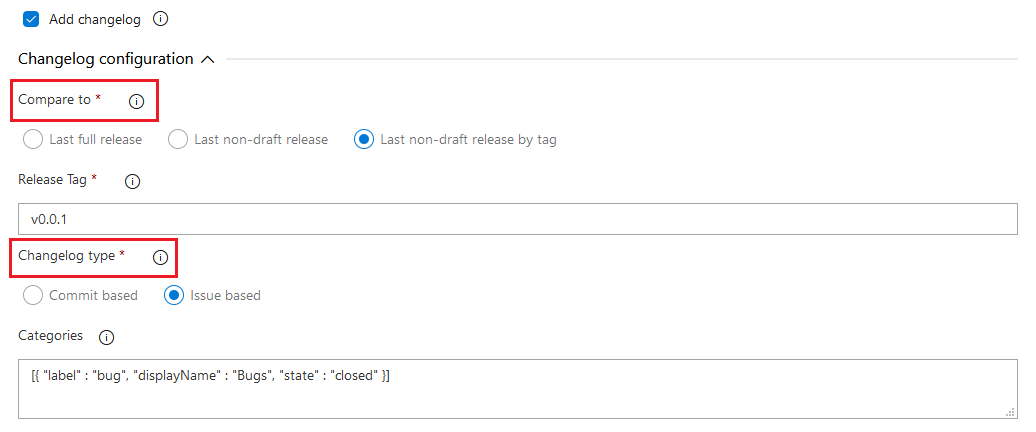 Add changelog
Changelog configuration
Compare to *
Last full release Last non-draft release Last non-draft release by tag
Release Tag *
v0.0.1
Changelog type *
Commit based Issue based
Categories
[{ "label" : "bug", "displayName" : "Bugs", "state" : "closed" }]